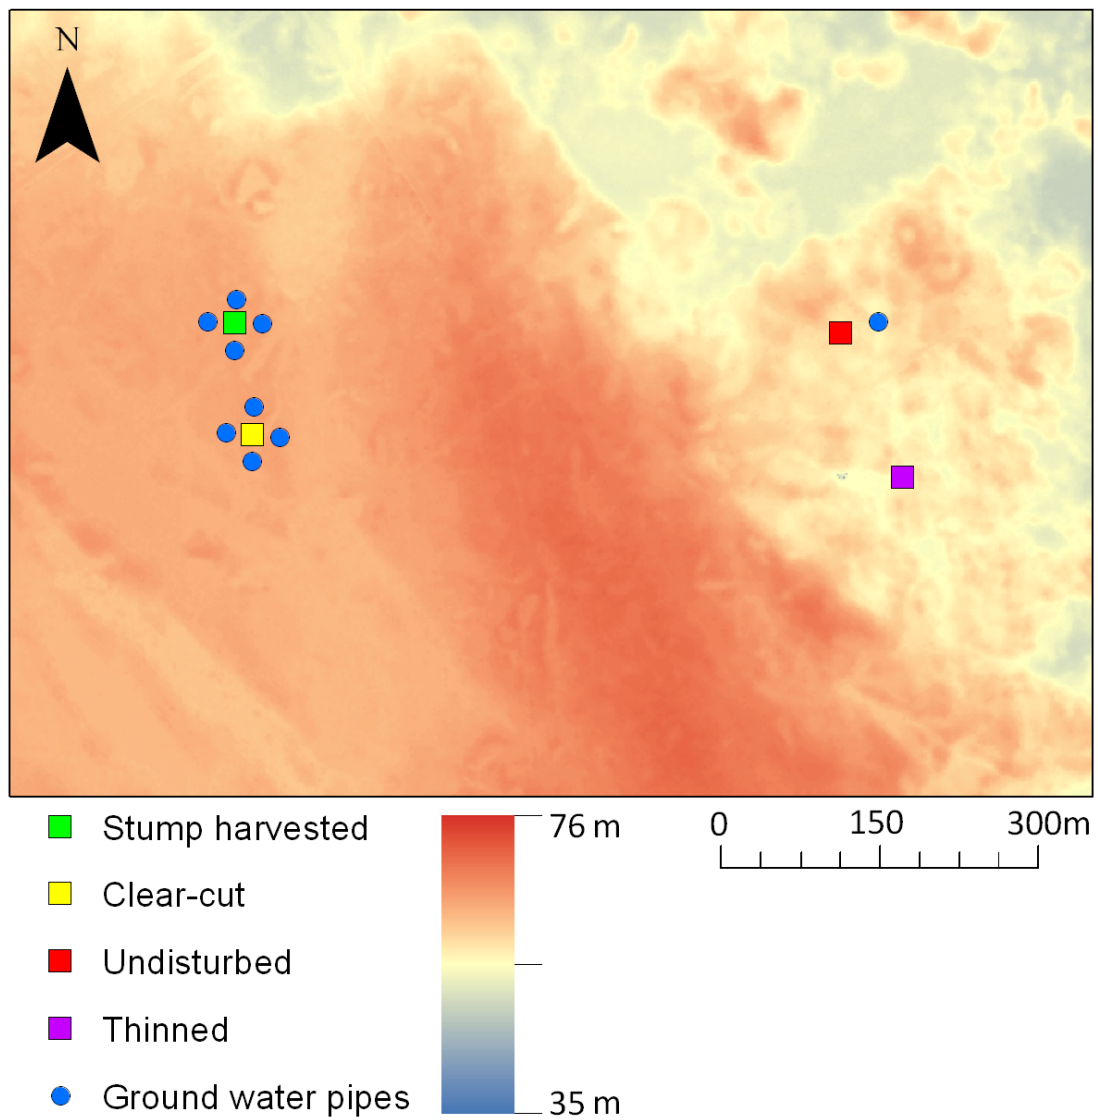 N
Stump harvested
Clear-cut
Undisturbed
Thinned
Ground water pipes
76 m
35 m
0 150 300m